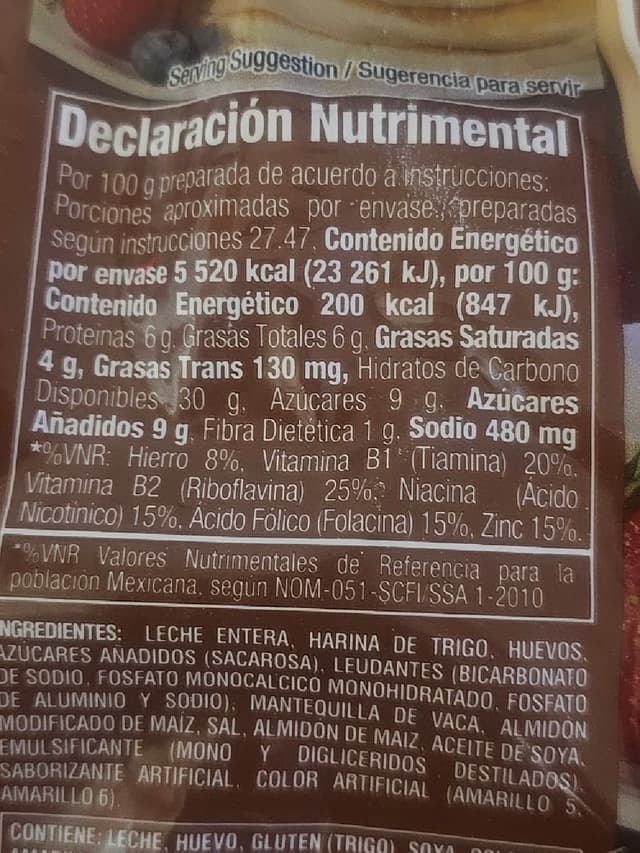 Serving Suggestion / Sugerencia para servir
Declaración Nutrimental
Por 100 g preparada de acuerdo a instrucciones:
Porciones aproximadas por envase, preparadas
según instrucciones 27.47, Contenido Energético
por envase 5 520 kcal (23 261 kJ), por 100 g:
Contenido Energético 200 kcal (847 kJ),
Proteínas 6 g, Grasas Totales 6 g, Grasas Saturadas
4 g, Grasas Trans 130 mg, Hidratos de Carbono
Disponibles 30 g, Azúcares 9 g, Azúcares
Añadidos 9 g, Fibra Dietética 1 g, Sodio 480 mg
*%VNR: Hierro 8%, Vitamina B1 (Tiamina) 20%,
Vitamina B2 (Riboflavina) 25%, Niacina (Ácido
Nicotínico) 15%, Ácido Fólico (Folacina) 15%, Zinc 15%.
*%VNR Valores Nutrimentales de Referencia para la
población Mexicana, según NOM-051-SCFI/SSA 1-2010
NGREDIENTES: LECHE ENTERA, HARINA DE TRIGO, HUEVOS,
AZÚCARES AÑADIDOS (SACAROSA), LEUDANTES (BICARBONATO
DE SODIO, FOSFATO MONOCALCICO MONOHIDRATADO, FOSFATO
DE ALUMINIO Y SODIO), MANTEQUILLA DE VACA, ALMIDÓN
MODIFICADO DE MAÍZ, SAL, ALMIDÓN DE MAIZ, ACEITE DE SOYA,
EMULSIFICANTE (MONO Y DIGLICERIDOS DESTILADOS),
SABORIZANTE ARTIFICIAL, COLOR ARTIFICIAL (AMARILLO 5,
AMARILLO 6).
CONTIENE: LECHE, HUEVO, GLUTEN (TRIGO), SOYA